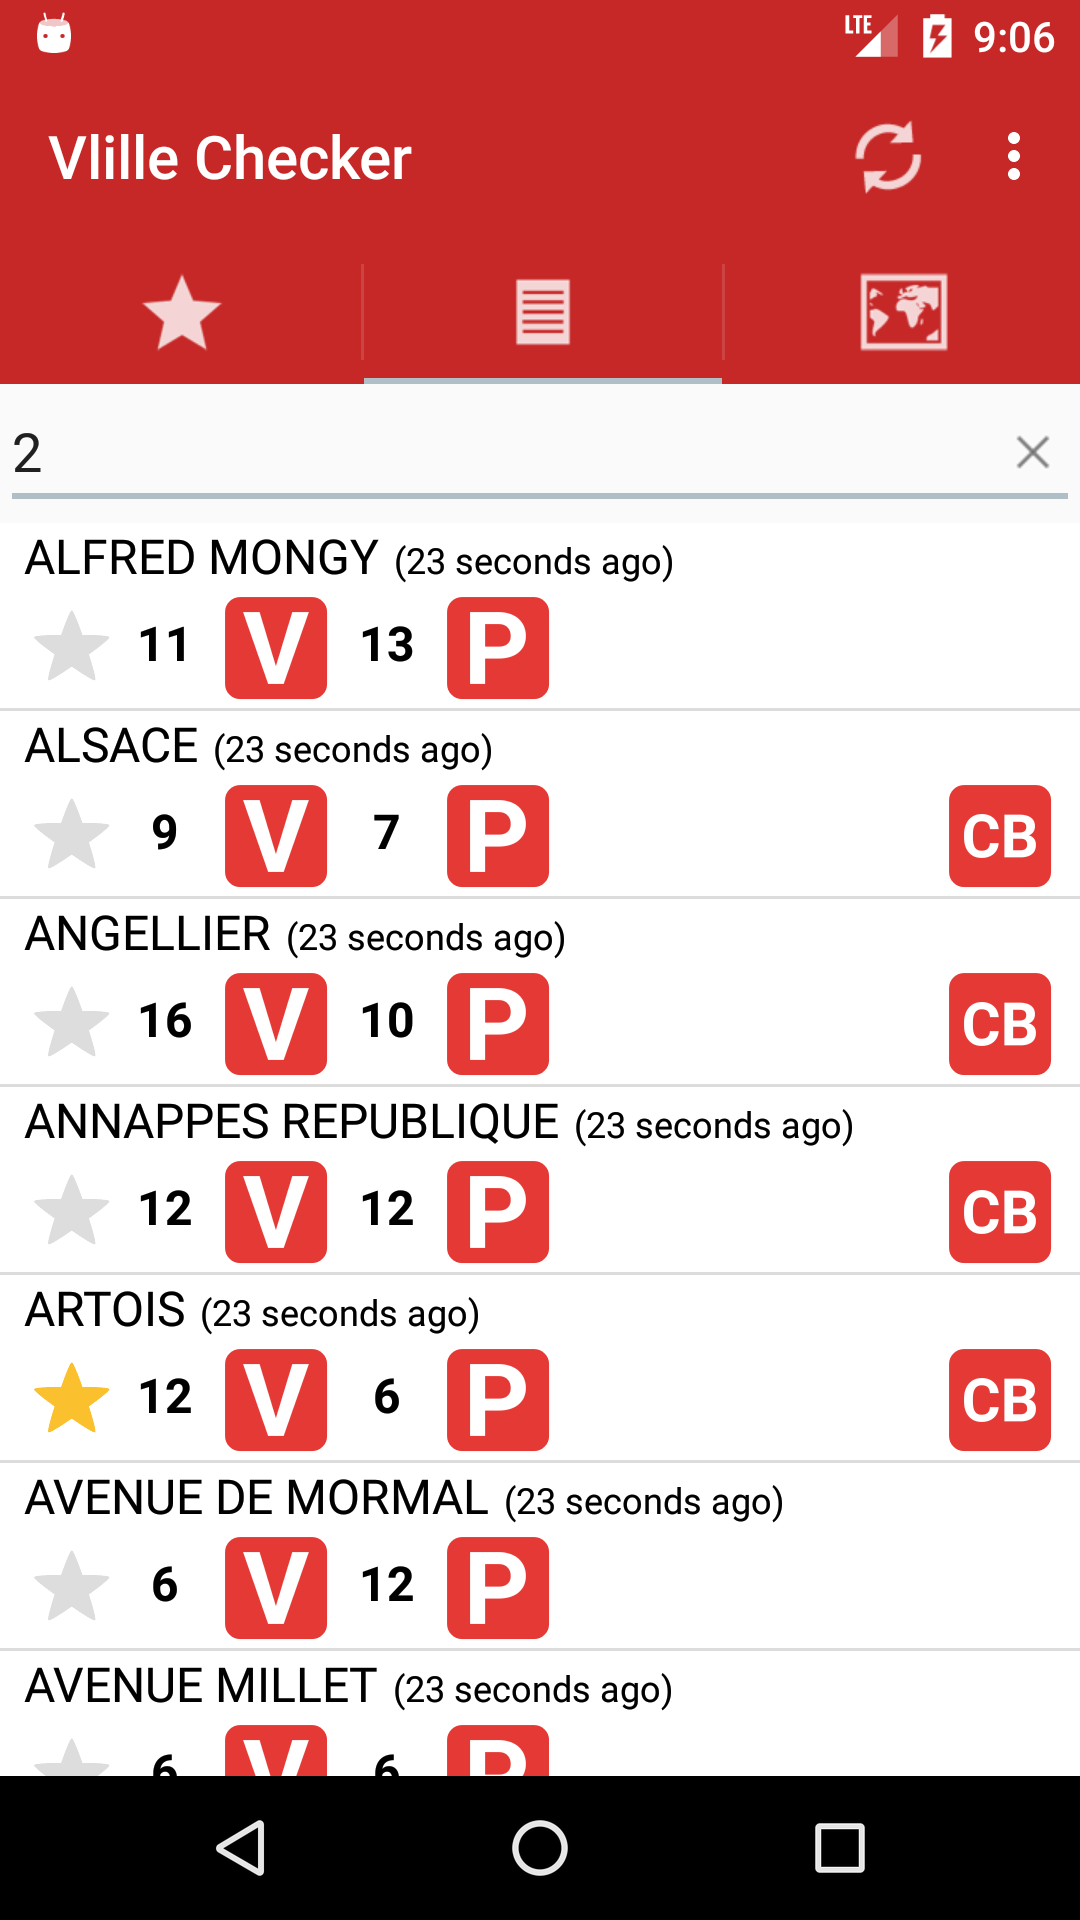 LTE 9:06
Vlille Checker
2
ALFRED MONGY (23 seconds ago)
11 V 13 P
ALSACE (23 seconds ago)
9 V 7 P CB
ANGELLIER (23 seconds ago)
16 V 10 P CB
ANNAPPES REPUBLIQUE (23 seconds ago)
12 V 12 P CB
ARTOIS (23 seconds ago)
12 V 6 P CB
AVENUE DE MORMAL (23 seconds ago)
6 V 12 P
AVENUE MILLET (23 seconds ago)
6 V 6 P